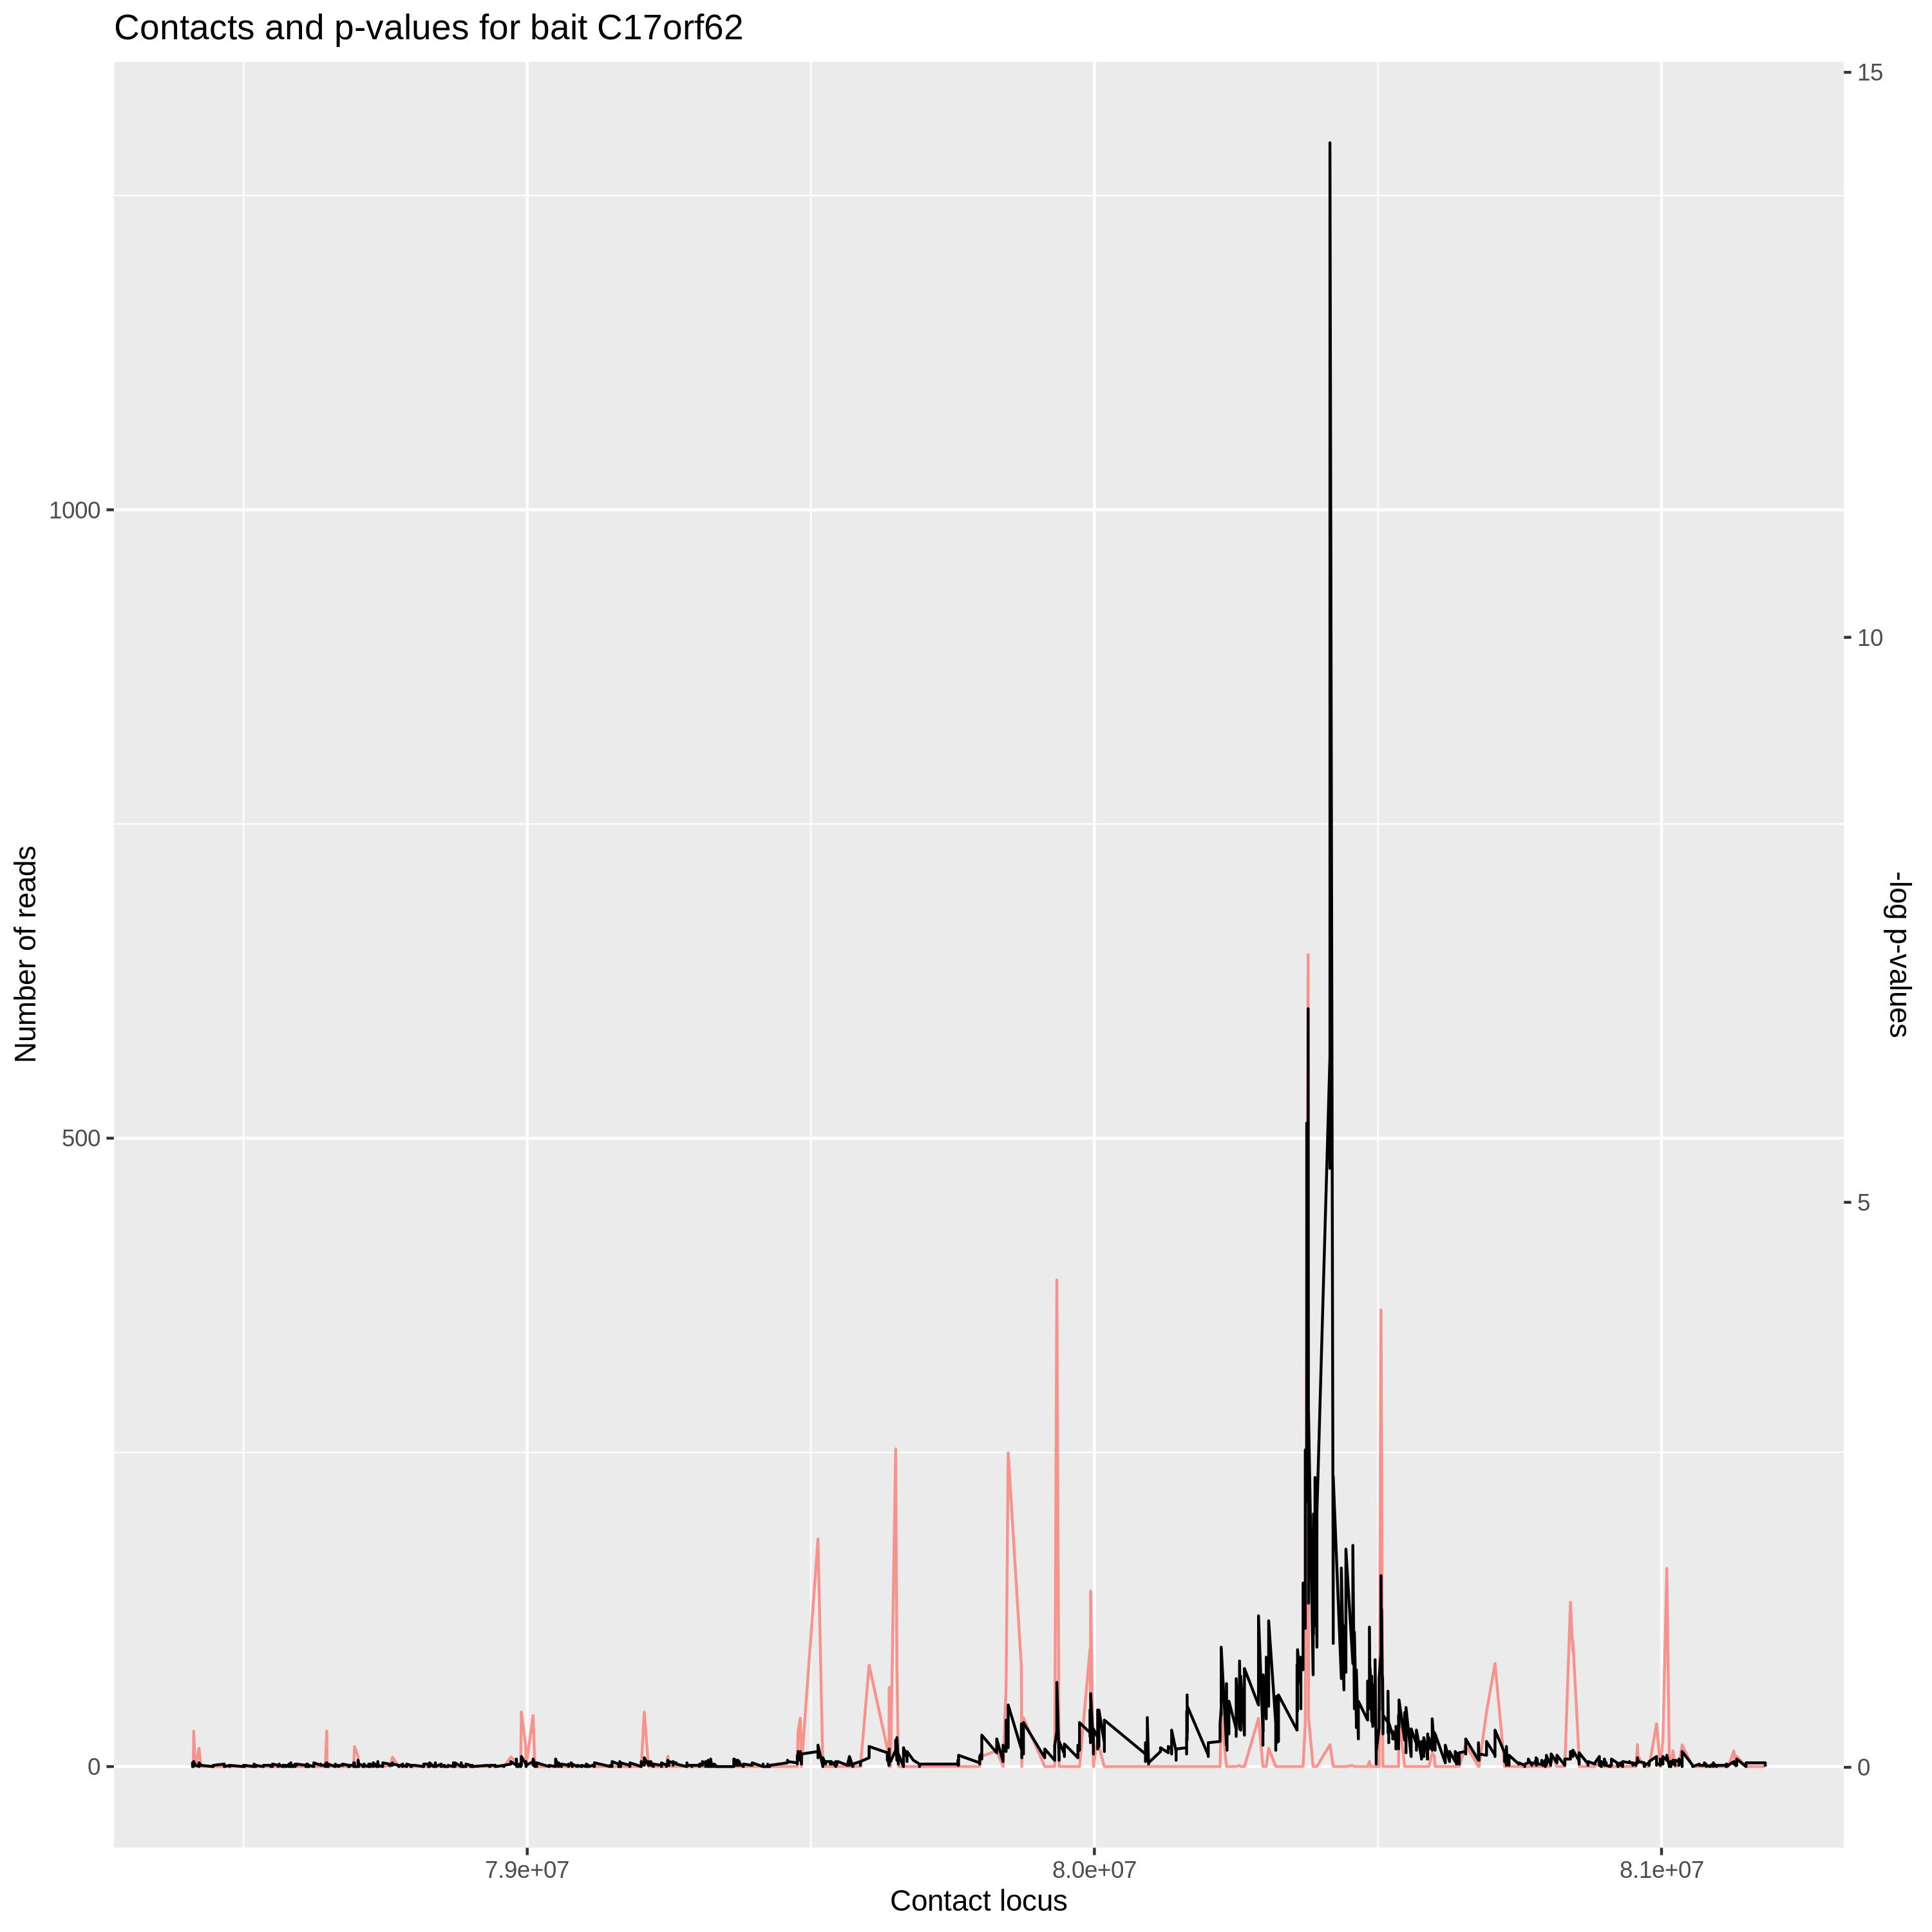 Contacts and p-values for bait C17orf62
15
10
5
0
1000
500
0
Number of reads
-log p-values
7.9e+07
8.0e+07
8.1e+07
Contact locus